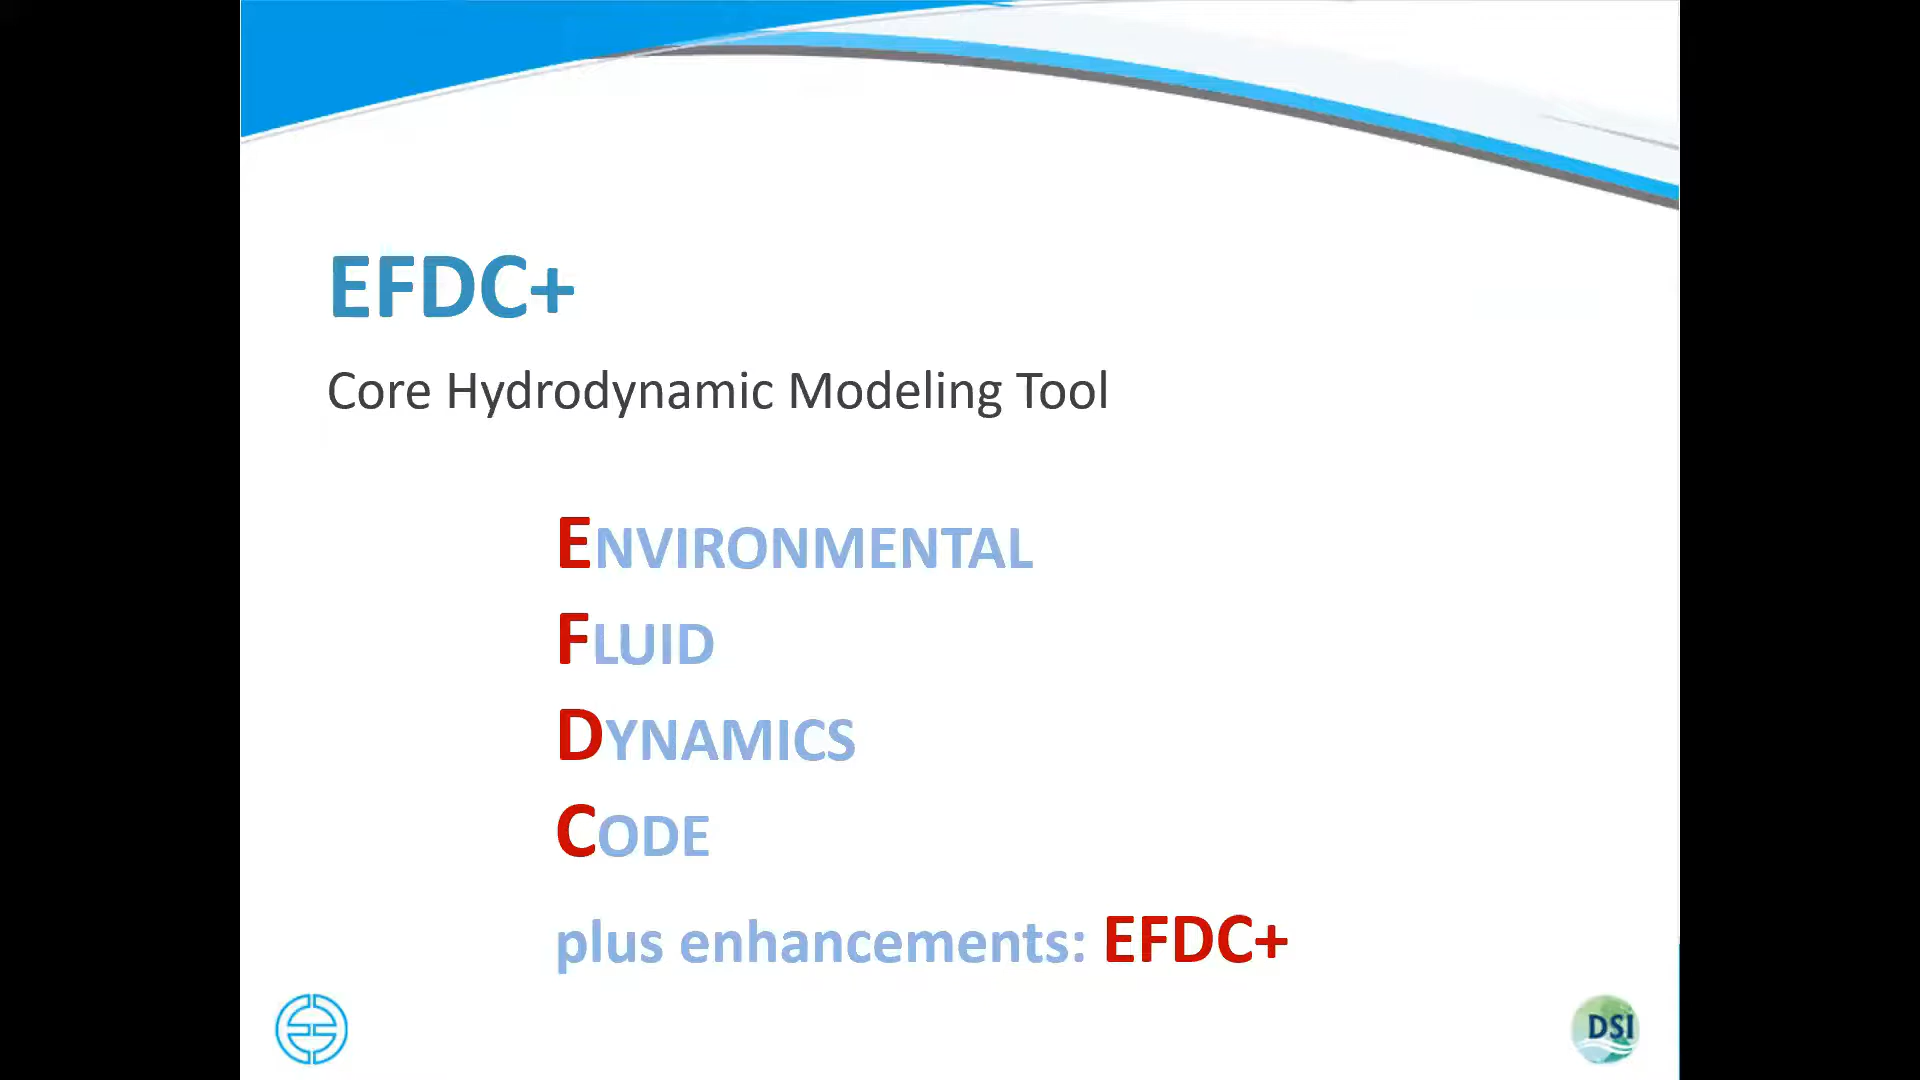 EFDC+
Core Hydrodynamic Modeling Tool
ENVIRONMENTAL
FLUID
DYNAMICS
CODE
plus enhancements: EFDC+
DSI